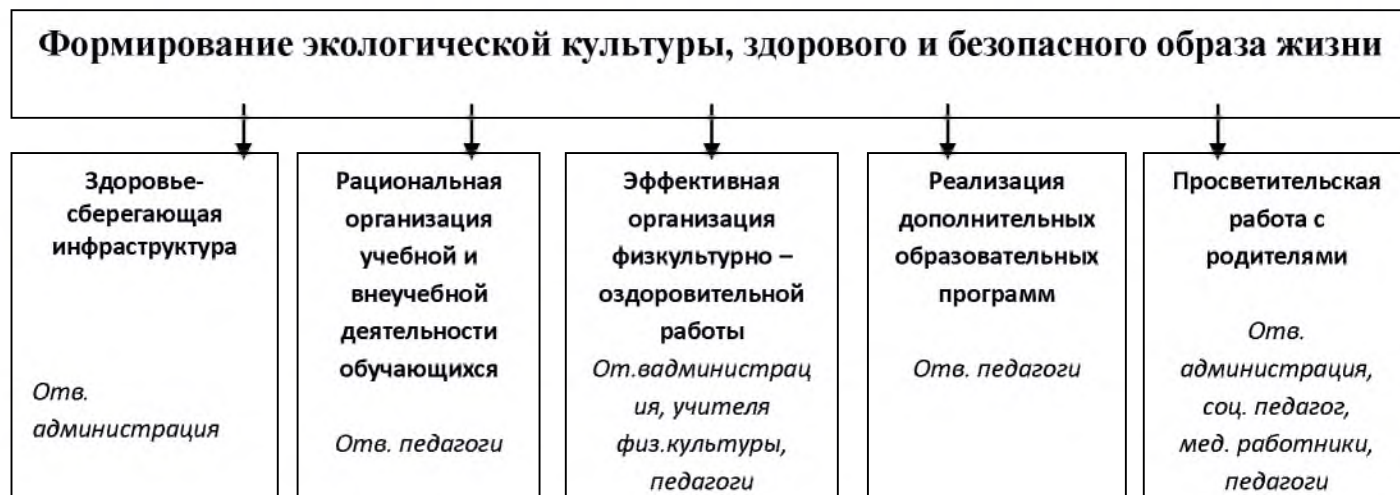 Формирование экологической культуры, здорового и безопасного образа жизни
Здоровье-
сберегающая
инфраструктура
Отв.
администрация
Рациональная
организация
учебной и
внеучебной
деятельности
обучающихся
Отв. педагоги
Эффективная
организация
физкультурно –
оздоровительной
работы
От.вадминистрац
ия, учителя
физ.культуры,
педагоги
Реализация
дополнительных
образовательных
программ
Отв. педагоги
Просветительская
работа с
родителями
Отв.
администрация,
соц. педагог,
мед. работники,
педагоги